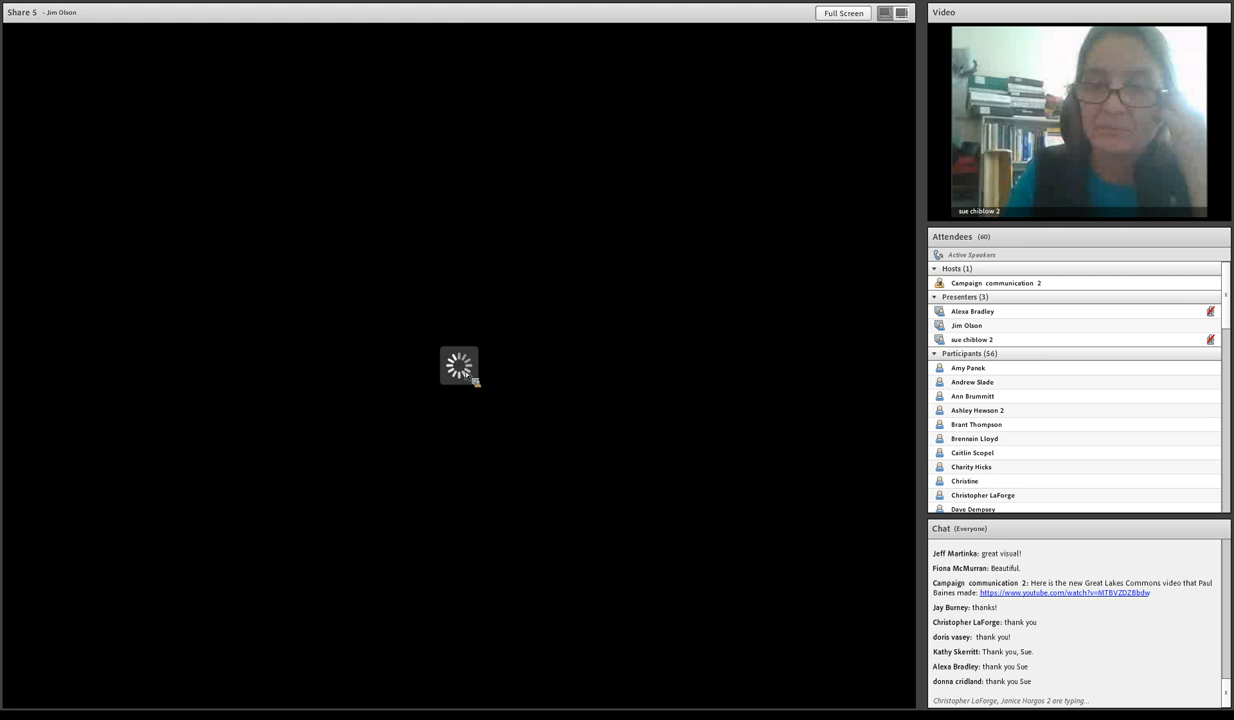 Share 5 - Jim Olson
Full Screen
Video
sue chiblow 2
Attendees (60)
Active Speakers
Hosts (1)
Campaign communication 2
Presenters (3)
Alexa Bradley
Jim Olson
sue chiblow 2
Participants (56)
Amy Panek
Andrew Slade
Ann Brummitt
Ashley Hewson 2
Brant Thompson
Brennain Lloyd
Caitlin Scopel
Charity Hicks
Christine
Christopher LaForge
Dave Dempsey
Chat (Everyone)
Jeff Martinka: great visual!
Fiona McMurran: Beautiful.
Campaign communication 2: Here is the new Great Lakes Commons video that Paul
Baines made: https://www.youtube.com/watch?v=MTBVZDZBbdw
Jay Burney: thanks!
Christopher LaForge: thank you
doris vasey: thank you!
Kathy Skerritt: Thank you, Sue.
Alexa Bradley: thank you Sue
donna cridland: thank you Sue
Christopher LaForge, Janice Horgos 2 are typing...